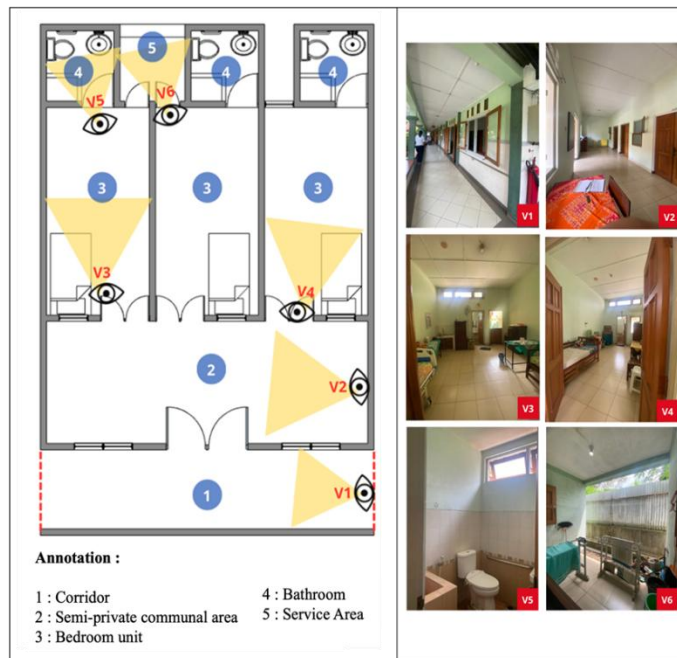 5
4
4
4
V5
V6
3
3
3
V3
V4
2
V2
1
V1
Annotation :
1 : Corridor
2 : Semi-private communal area
3 : Bedroom unit
4 : Bathroom
5 : Service Area
V1
V2
V3
V4
V5
V6